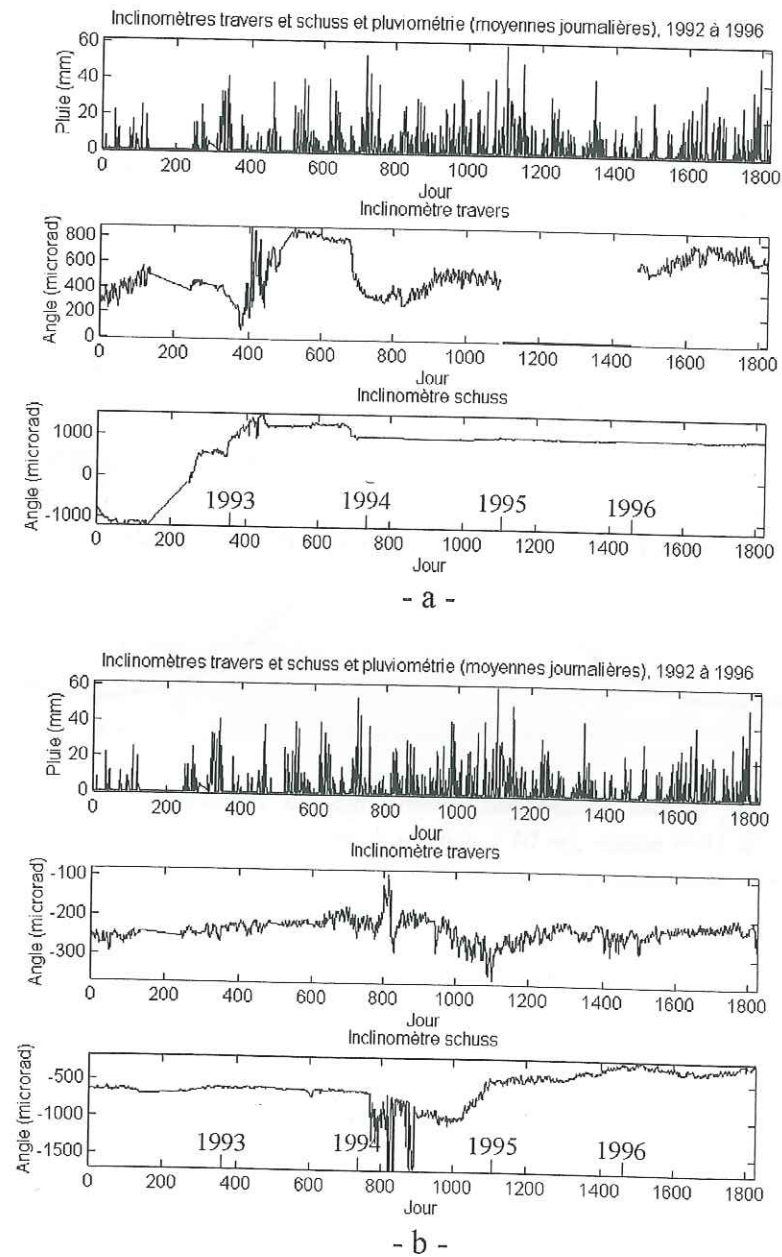 Inclinomètres travers et schuss et pluviométrie (moyennes journalières), 1992 à 1996
Pluie (mm)
60
40
20
0
0 200 400 600 800 1000 1200 1400 1600 1800
Jour
Inclinomètre travers
Angle (microrad)
800
600
400
200
0
0 200 400 600 800 1000 1200 1400 1600 1800
Jour
Inclinomètre schuss
Angle (microrad)
1000
0
-1000
1993 1994 1995 1996
0 200 400 600 800 1000 1200 1400 1600 1800
Jour
- a -
Inclinomètres travers et schuss et pluviométrie (moyennes journalières), 1992 à 1996
Pluie (mm)
60
40
20
0
0 200 400 600 800 1000 1200 1400 1600 1800
Jour
Inclinomètre travers
Angle (microrad)
-100
-200
-300
0 200 400 600 800 1000 1200 1400 1600 1800
Jour
Inclinomètre schuss
Angle (microrad)
-500
-1000
-1500
1993 1994 1995 1996
0 200 400 600 800 1000 1200 1400 1600 1800
Jour
- b -